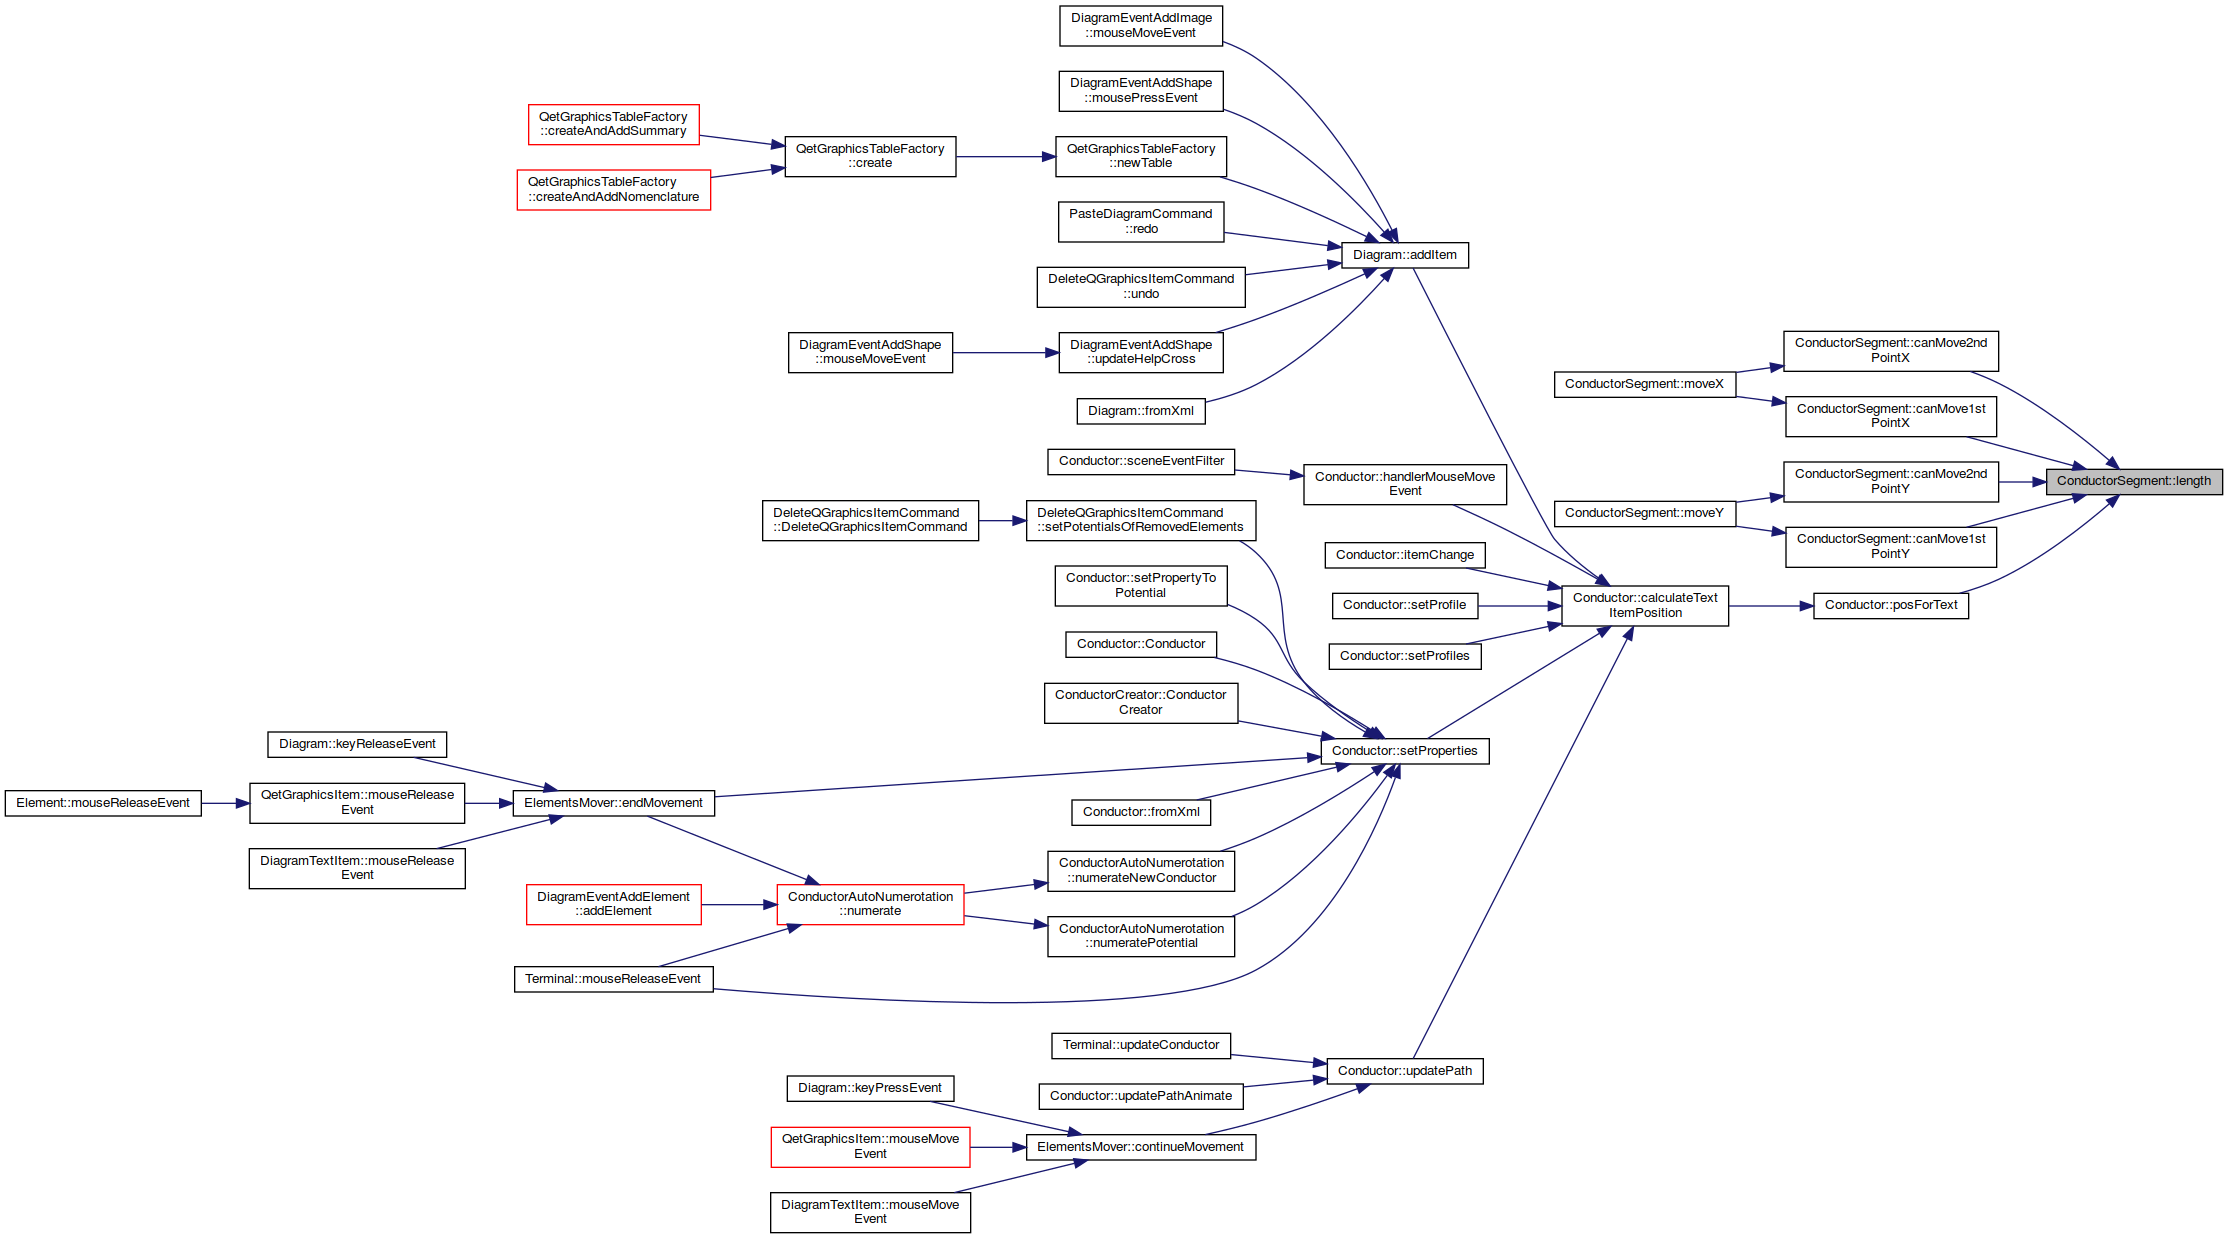 DiagramEventAddImage
::mouseMoveEvent
DiagramEventAddShape
::mousePressEvent
QetGraphicsTableFactory
::createAndAddSummary
QetGraphicsTableFactory
::create
QetGraphicsTableFactory
::newTable
QetGraphicsTableFactory
::createAndAddNomenclature
PasteDiagramCommand
::redo
Diagram::addItem
DeleteQGraphicsItemCommand
::undo
DiagramEventAddShape
::mouseMoveEvent
DiagramEventAddShape
::updateHelpCross
Diagram::fromXml
ConductorSegment::canMove2nd
PointX
ConductorSegment::moveX
ConductorSegment::canMove1st
PointX
Conductor::sceneEventFilter
Conductor::handlerMouseMove
Event
ConductorSegment::canMove2nd
PointY
ConductorSegment::length
ConductorSegment::moveY
ConductorSegment::canMove1st
PointY
DeleteQGraphicsItemCommand
::DeleteQGraphicsItemCommand
DeleteQGraphicsItemCommand
::setPotentialsOfRemovedElements
Conductor::itemChange
Conductor::setPropertyTo
Potential
Conductor::setProfile
Conductor::calculateText
ItemPosition
Conductor::posForText
Conductor::Conductor
Conductor::setProfiles
ConductorCreator::Conductor
Creator
Diagram::keyReleaseEvent
Conductor::setProperties
Element::mouseReleaseEvent
QetGraphicsItem::mouseRelease
Event
ElementsMover::endMovement
Conductor::fromXml
DiagramTextItem::mouseRelease
Event
ConductorAutoNumerotation
::numerateNewConductor
DiagramEventAddElement
::addElement
ConductorAutoNumerotation
::numerate
ConductorAutoNumerotation
::numeratePotential
Terminal::mouseReleaseEvent
Terminal::updateConductor
Conductor::updatePath
Diagram::keyPressEvent
Conductor::updatePathAnimate
QetGraphicsItem::mouseMove
Event
ElementsMover::continueMovement
DiagramTextItem::mouseMove
Event